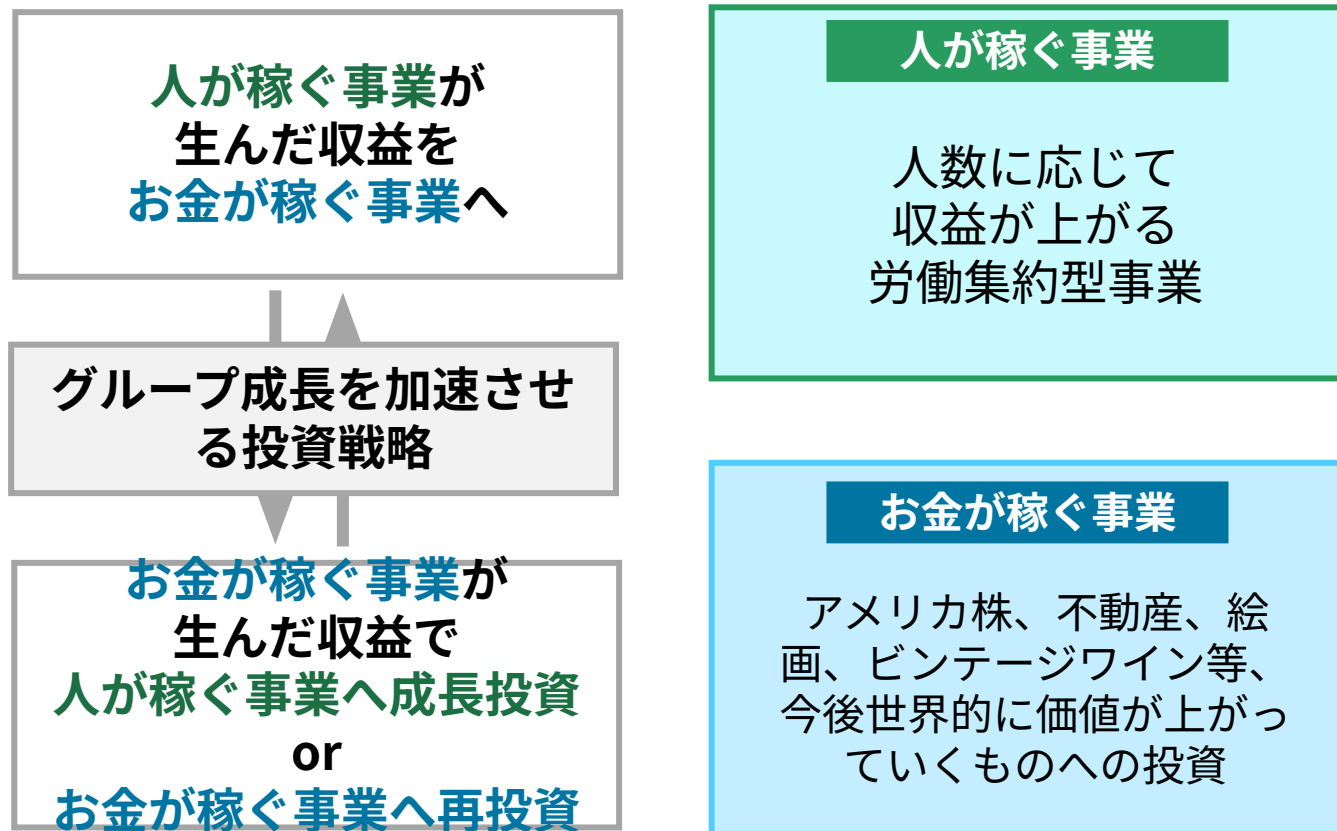 人が稼ぐ事業が
生んだ収益を
お金が稼ぐ事業へ
グループ成長を加速させ
る投資戦略
お金が稼ぐ事業が
生んだ収益で
人が稼ぐ事業へ成長投資
or
お金が稼ぐ事業へ再投資
人が稼ぐ事業
人数に応じて
収益が上がる
労働集約型事業
お金が稼ぐ事業
アメリカ株、不動産、絵
画、ビンテージワイン等、
今後世界的に価値が上がっ
ていくものへの投資